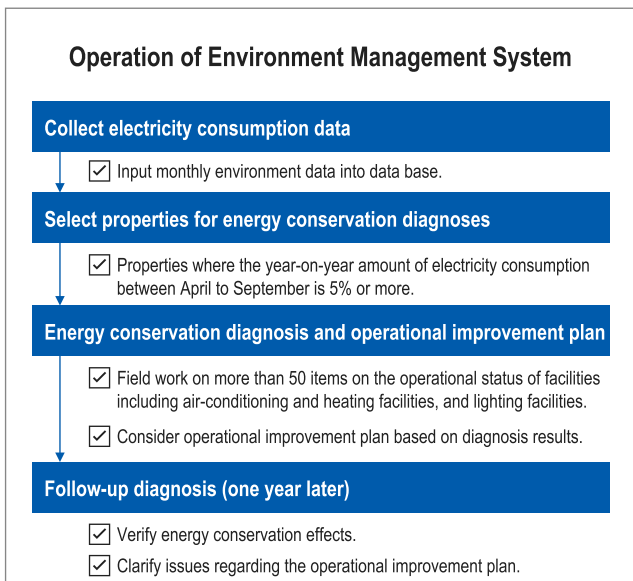 Operation of Environment Management System
Collect electricity consumption data
Input monthly environment data into data base.
Select properties for energy conservation diagnoses
Properties where the year-on-year amount of electricity consumption
between April to September is 5% or more.
Energy conservation diagnosis and operational improvement plan
Field work on more than 50 items on the operational status of facilities
including air-conditioning and heating facilities, and lighting facilities.
Consider operational improvement plan based on diagnosis results.
Follow-up diagnosis (one year later)
Verify energy conservation effects.
Clarify issues regarding the operational improvement plan.